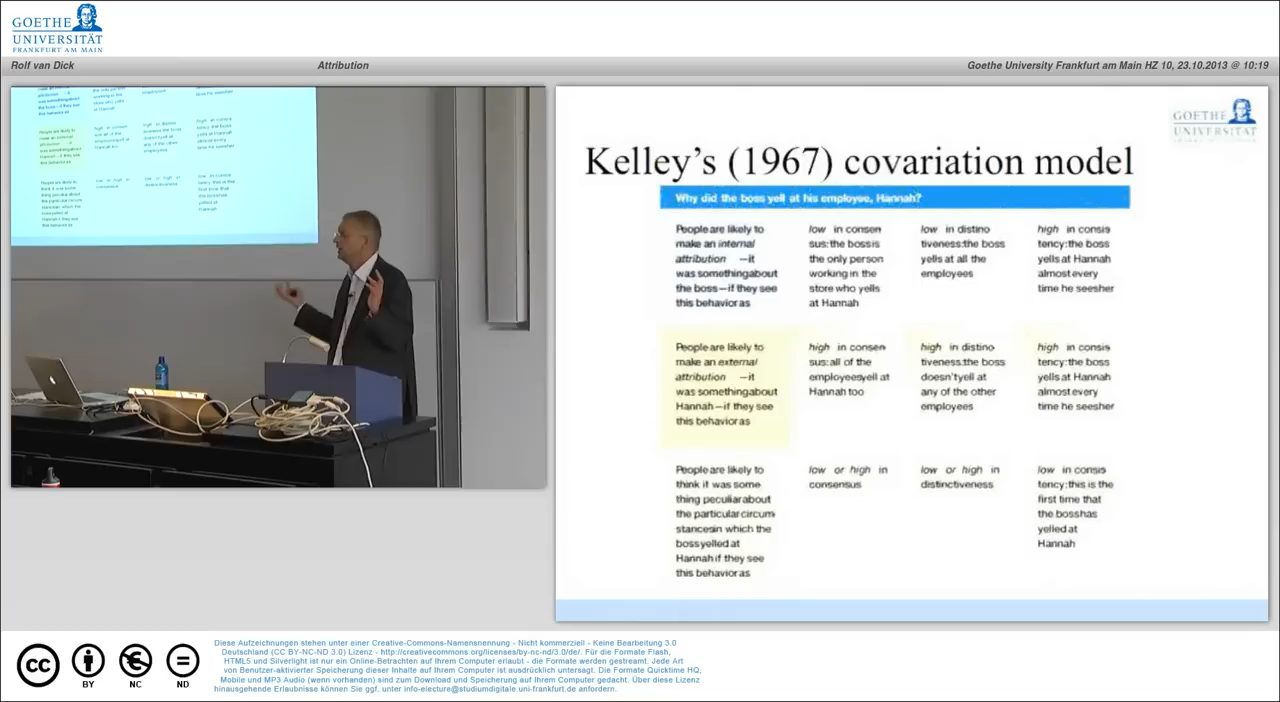 GOETHE
UNIVERSITÄT
FRANKFURT AM MAIN
Rolf van Dick
Attribution
Goethe University Frankfurt am Main HZ 10, 23.10.2013 @ 10:19
GOETHE
UNIVERSITÄT
Kelley's (1967) covariation model
Why did the boss yell at his employee, Hannah?
People are likely to
make an internal
attribution —it
was somethingabout
the boss—if they see
this behavior as
low in consen
sus: the boss is
the only person
working in the
store who yells
at Hannah
low in distinc
tiveness:the boss
yells at all the
employees
high in consis
tency: the boss
yells at Hannah
almost every
time he seesher
People are likely to
make an external
attribution —it
was somethingabout
Hannah—if they see
this behavior as
high in consen
sus: all of the
employeesyell at
Hannah too
high in distinc
tiveness:the boss
doesn'tyell at
any of the other
employees
high in consis
tency: the boss
yells at Hannah
almost every
time he seesher
People are likely to
think it was some
thing peculiar about
the particular circum
stancesin which the
boss yelled at
Hannah if they see
this behavior as
low or high in
consensus
low or high in
distinctiveness
low in consis
tency: this is the
first time that
the boss has
yelled at
Hannah
cc
BY
NC
ND
Diese Aufzeichnungen stehen unter einer Creative-Commons-Namensnennung - Nicht kommerziell - Keine Bearbeitung 3.0
Deutschland (CC BY-NC-ND 3.0) Lizenz - http://creativecommons.org/licenses/by-nc-nd/3.0/de/. Für die Formate Flash,
HTML5 und Silverlight ist nur ein Online-Betrachten auf Ihrem Computer erlaubt - die Formate werden gestreamt. Jede Art
von Benutzer-aktivierter Speicherung dieser Inhalte auf Ihrem Computer ist ausdrücklich untersagt. Die Formate Quicktime HQ,
Mobile und MP3 Audio (wenn vorhanden) sind zum Download und Speicherung auf Ihrem Computer gedacht. Über diese Lizenz
hinausgehende Erlaubnisse können Sie ggf. unter info-electure@studiumdigitale.uni-frankfurt.de anfordern.